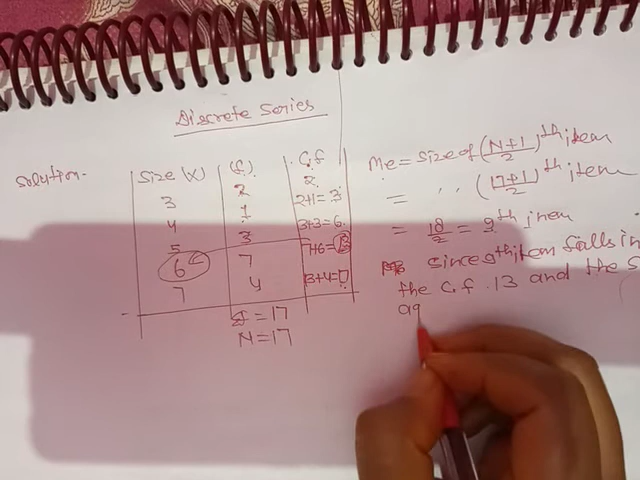 Discrete Series
Solution-
Size (X) (f) C.f
3 2 2
4 1 2+1=3
5 3 3+3=6
6 7 7+6=13
7 4 13+4=
=17
N=17
Me = Size of (N+1/2)th item
= " (17+1/2)th item
= 18/2 = 9th item
Since 9th item falls in
the C.f. 13 and the S
ag